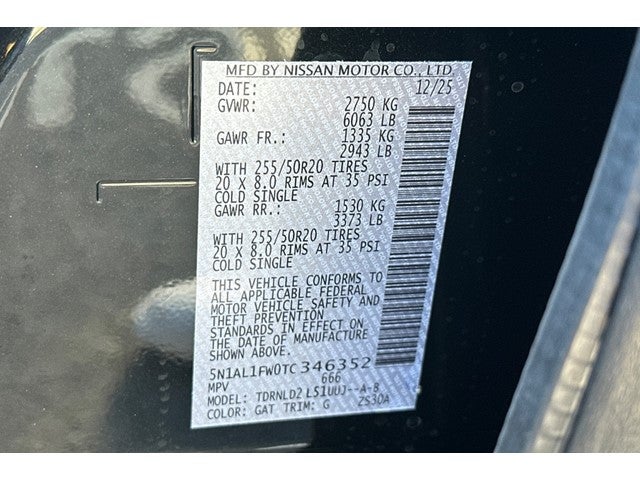 MFD BY NISSAN MOTOR CO., LTD.
DATE: 12/25
GVWR: 2750 KG
6063 LB
GAWR FR.: 1335 KG
2943 LB
WITH 255/50R20 TIRES
20 X 8.0 RIMS AT 35 PSI
COLD SINGLE
GAWR RR.: 1530 KG
3373 LB
WITH 255/50R20 TIRES
20 X 8.0 RIMS AT 35 PSI
COLD SINGLE
THIS VEHICLE CONFORMS TO
ALL APPLICABLE FEDERAL
MOTOR VEHICLE SAFETY AND
THEFT PREVENTION
STANDARDS IN EFFECT ON
THE DATE OF MANUFACTURE
SHOWN ABOVE.
5N1AL1FW0TC346352
MPV 666
MODEL: TDRNLD2 L51UUJ--A-B
COLOR: GAT TRIM: G ZS30A